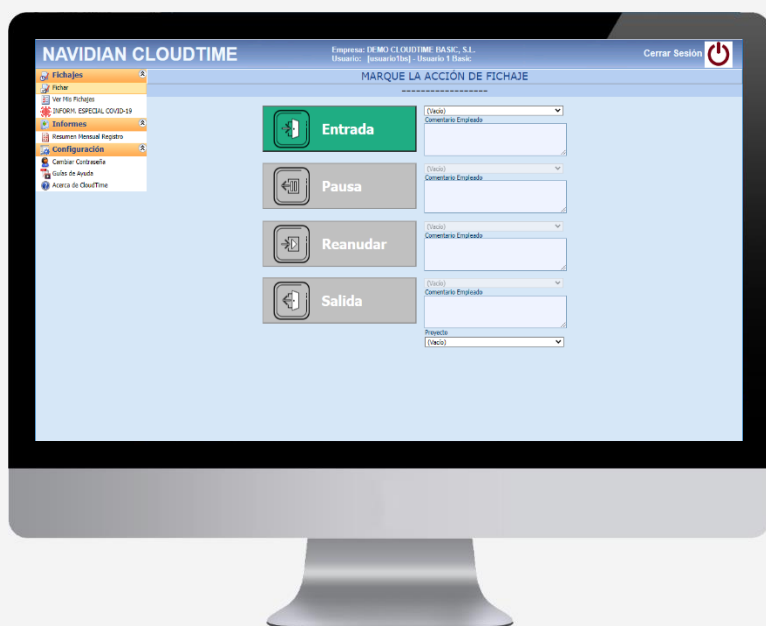 NAVIDIAN CLOUDTIME
Empresa: DEMO CLOUDTIME BASIC, S.L.
Usuario: [usuario1bs] - Usuario 1 Basic
Cerrar Sesión
Fichajes
Fichar
Ver Mis Fichajes
INFORM. ESPECIAL COVID-19
Informes
Resumen Mensual Registro
Configuración
Cambiar Contraseña
Guías de Ayuda
Acerca de CloudTime
MARQUE LA ACCIÓN DE FICHAJE
-----------------
Entrada
(Vacío)
Comentario Empleado
Pausa
(Vacío)
Comentario Empleado
Reanudar
(Vacío)
Comentario Empleado
Salida
(Vacío)
Comentario Empleado
Proyecto
(Vacío)